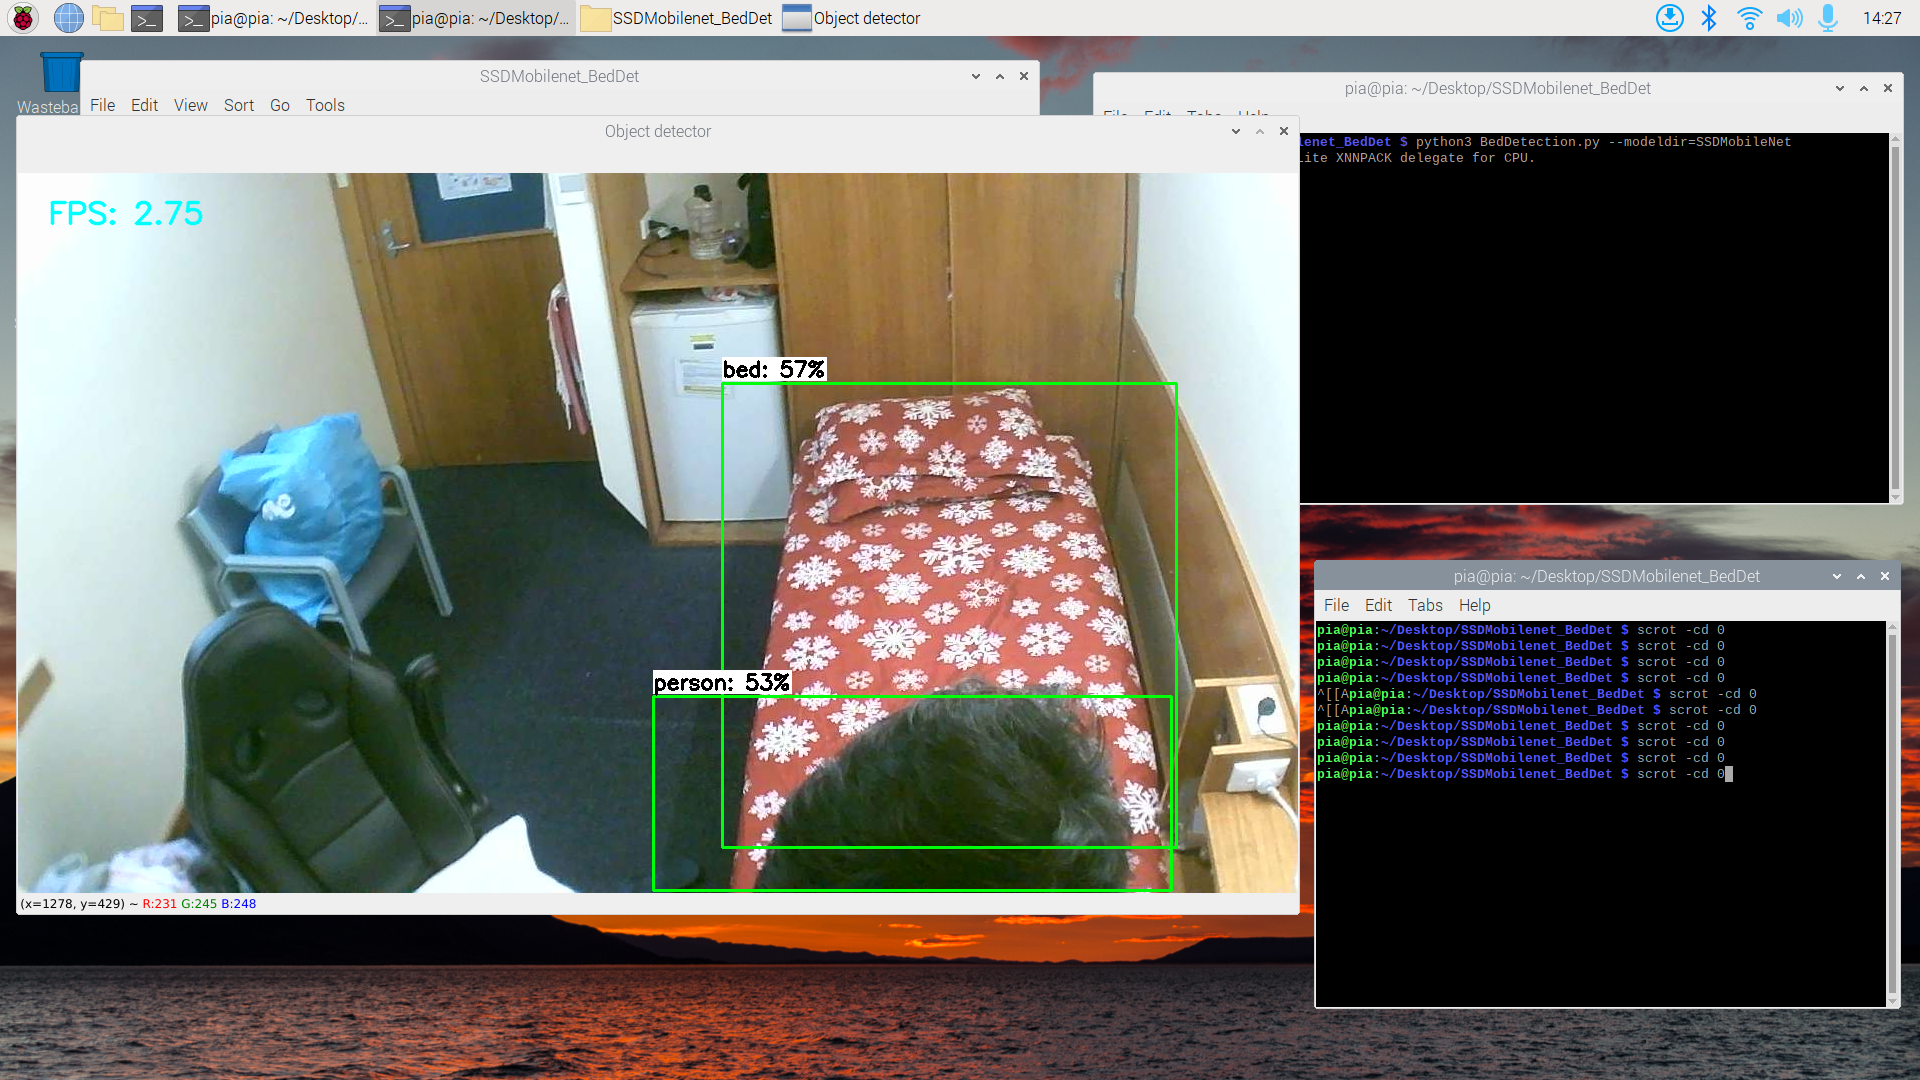 pia@pia: ~/Desktop/...
pia@pia: ~/Desktop/...
SSDMobilenet_BedDet
Object detector
14:27
Wasteba
SSDMobilenet_BedDet
File Edit View Sort Go Tools
pia@pia: ~/Desktop/SSDMobilenet_BedDet
File Edit Tabs Help
lenet_BedDet $ python3 BedDetection.py --modeldir=SSDMobileNet
Lite XNNPACK delegate for CPU.
Object detector
FPS: 2.75
bed: 57%
person: 53%
(x=1278, y=429) ~ R:231 G:245 B:248
pia@pia: ~/Desktop/SSDMobilenet_BedDet
File Edit Tabs Help
pia@pia:~/Desktop/SSDMobilenet_BedDet $ scrot -cd 0
pia@pia:~/Desktop/SSDMobilenet_BedDet $ scrot -cd 0
pia@pia:~/Desktop/SSDMobilenet_BedDet $ scrot -cd 0
pia@pia:~/Desktop/SSDMobilenet_BedDet $ scrot -cd 0
^[[Apia@pia:~/Desktop/SSDMobilenet_BedDet $ scrot -cd 0
^[[Apia@pia:~/Desktop/SSDMobilenet_BedDet $ scrot -cd 0
pia@pia:~/Desktop/SSDMobilenet_BedDet $ scrot -cd 0
pia@pia:~/Desktop/SSDMobilenet_BedDet $ scrot -cd 0
pia@pia:~/Desktop/SSDMobilenet_BedDet $ scrot -cd 0
pia@pia:~/Desktop/SSDMobilenet_BedDet $ scrot -cd 0